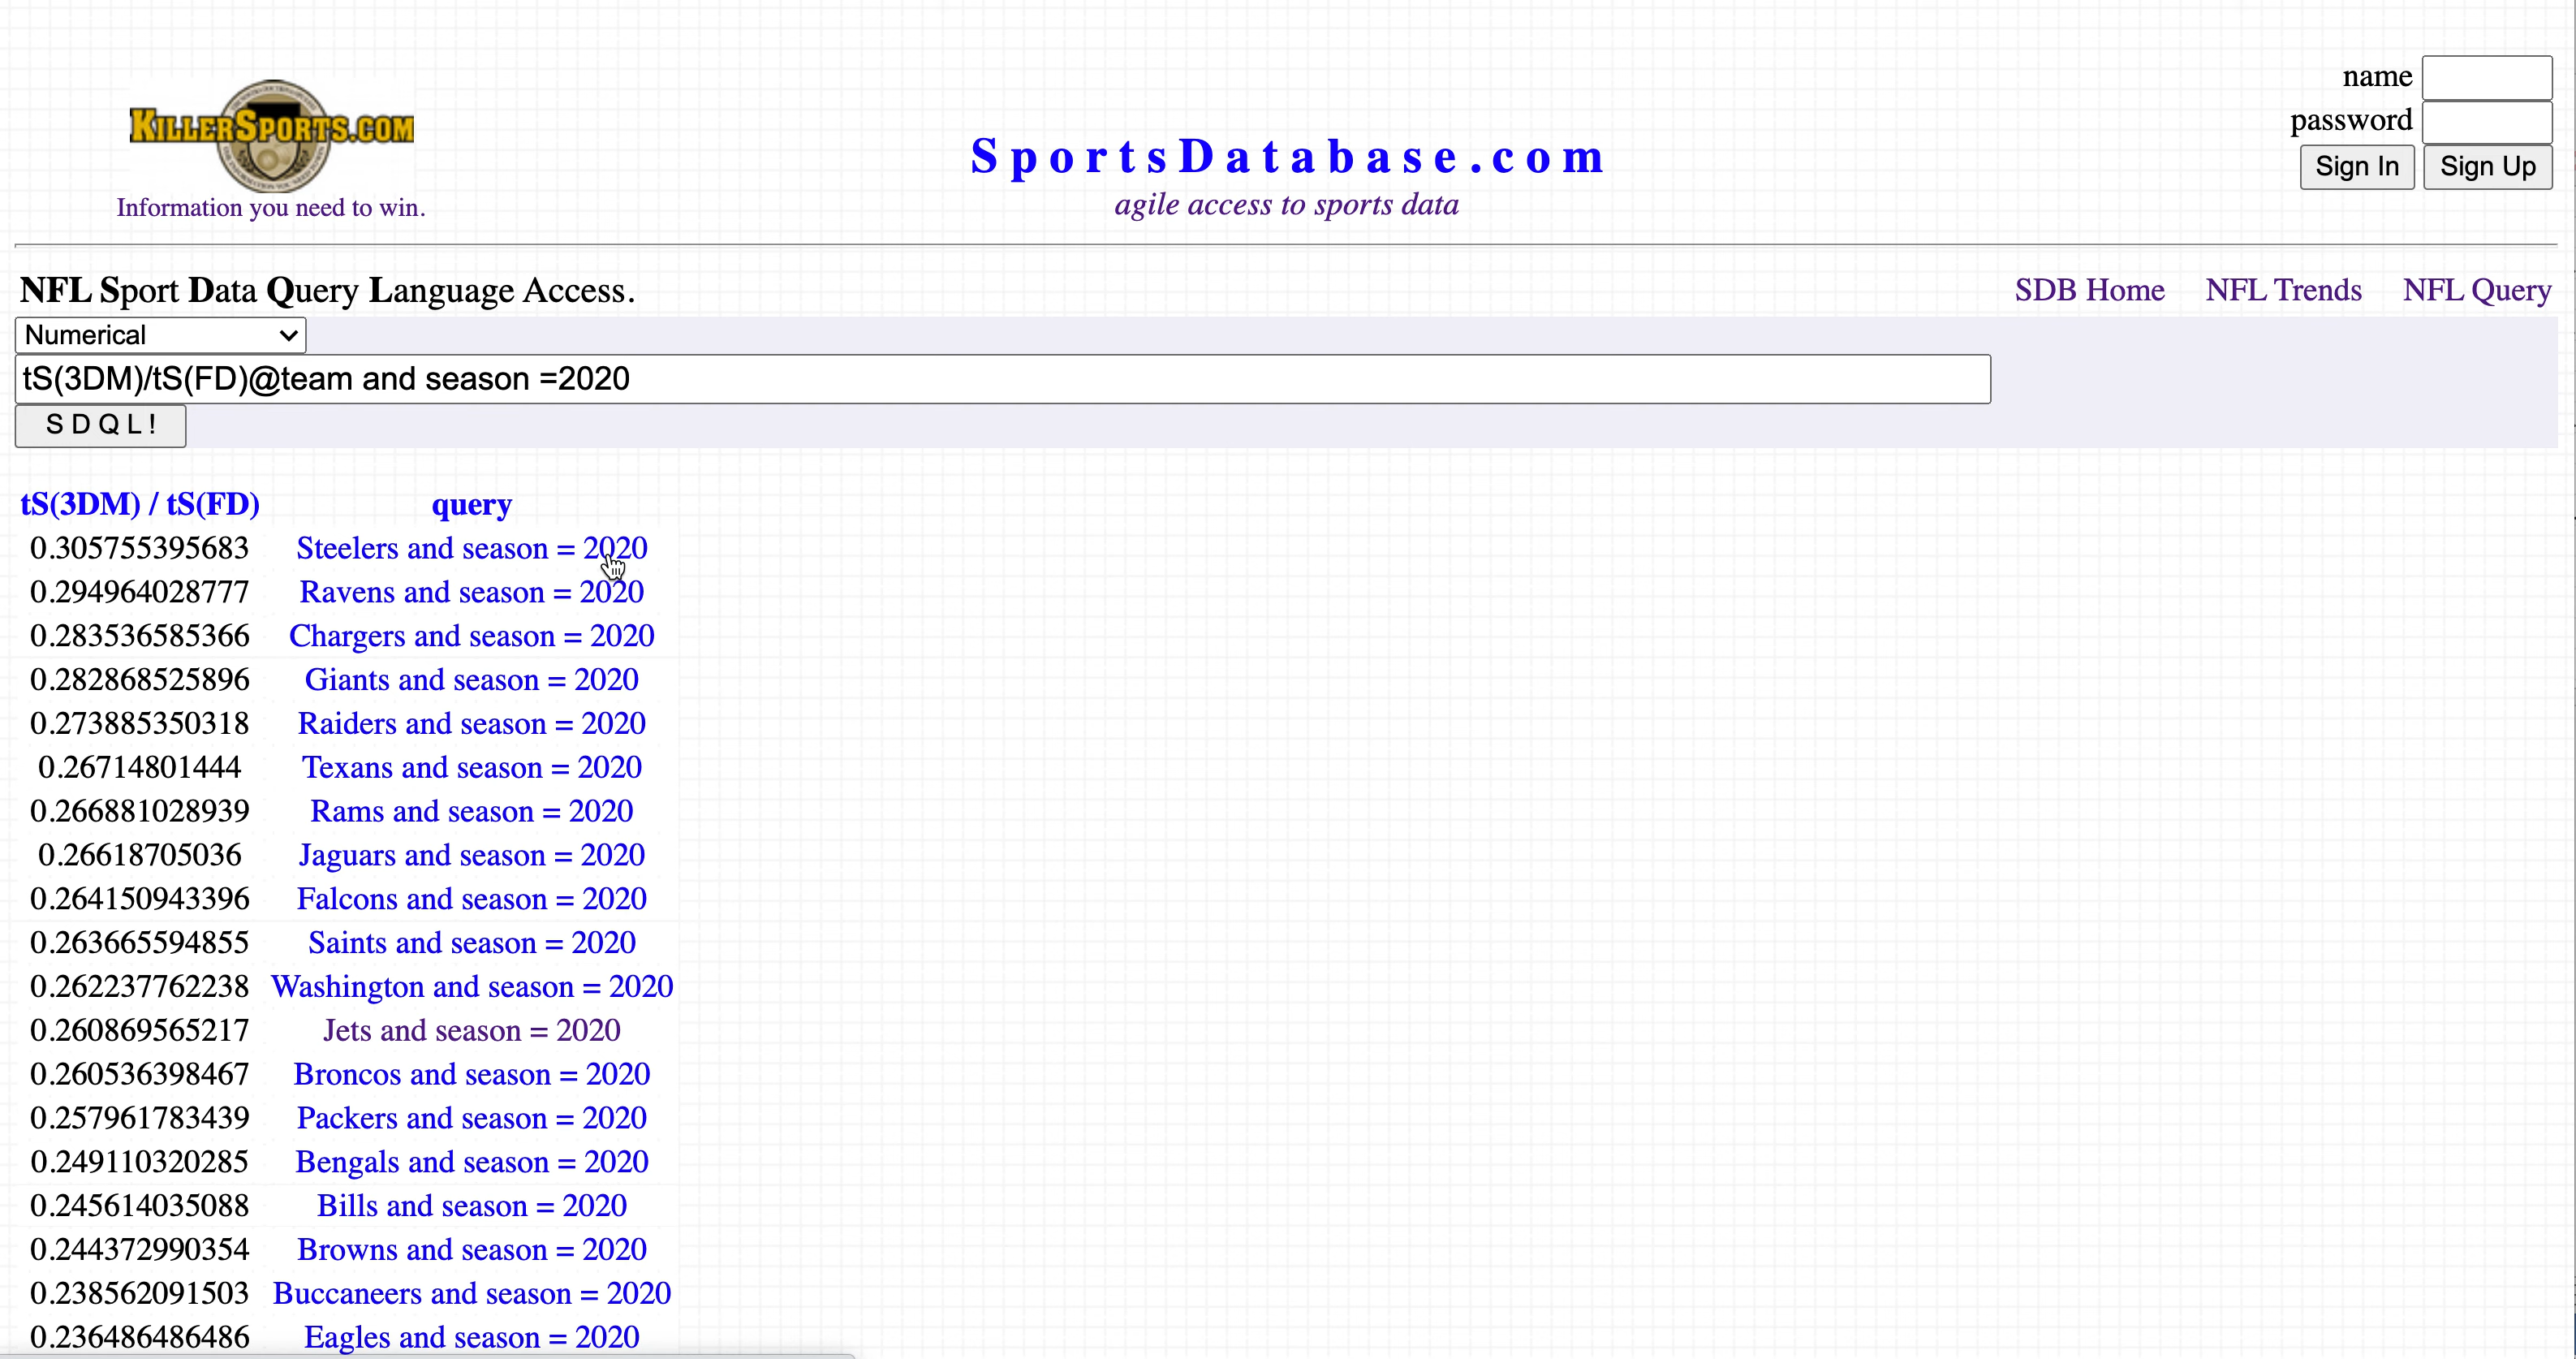 KILLERSPORTS.COM
Information you need to win.
SportsDatabase.com
agile access to sports data
name
password
Sign In Sign Up
NFL Sport Data Query Language Access.
SDB Home NFL Trends NFL Query
Numerical
tS(3DM)/tS(FD)@team and season =2020
S D Q L !
tS(3DM) / tS(FD) query
0.305755395683 Steelers and season = 2020
0.294964028777 Ravens and season = 2020
0.283536585366 Chargers and season = 2020
0.282868525896 Giants and season = 2020
0.273885350318 Raiders and season = 2020
0.26714801444 Texans and season = 2020
0.266881028939 Rams and season = 2020
0.26618705036 Jaguars and season = 2020
0.264150943396 Falcons and season = 2020
0.263665594855 Saints and season = 2020
0.262237762238 Washington and season = 2020
0.260869565217 Jets and season = 2020
0.260536398467 Broncos and season = 2020
0.257961783439 Packers and season = 2020
0.249110320285 Bengals and season = 2020
0.245614035088 Bills and season = 2020
0.244372990354 Browns and season = 2020
0.238562091503 Buccaneers and season = 2020
0.236486486486 Eagles and season = 2020